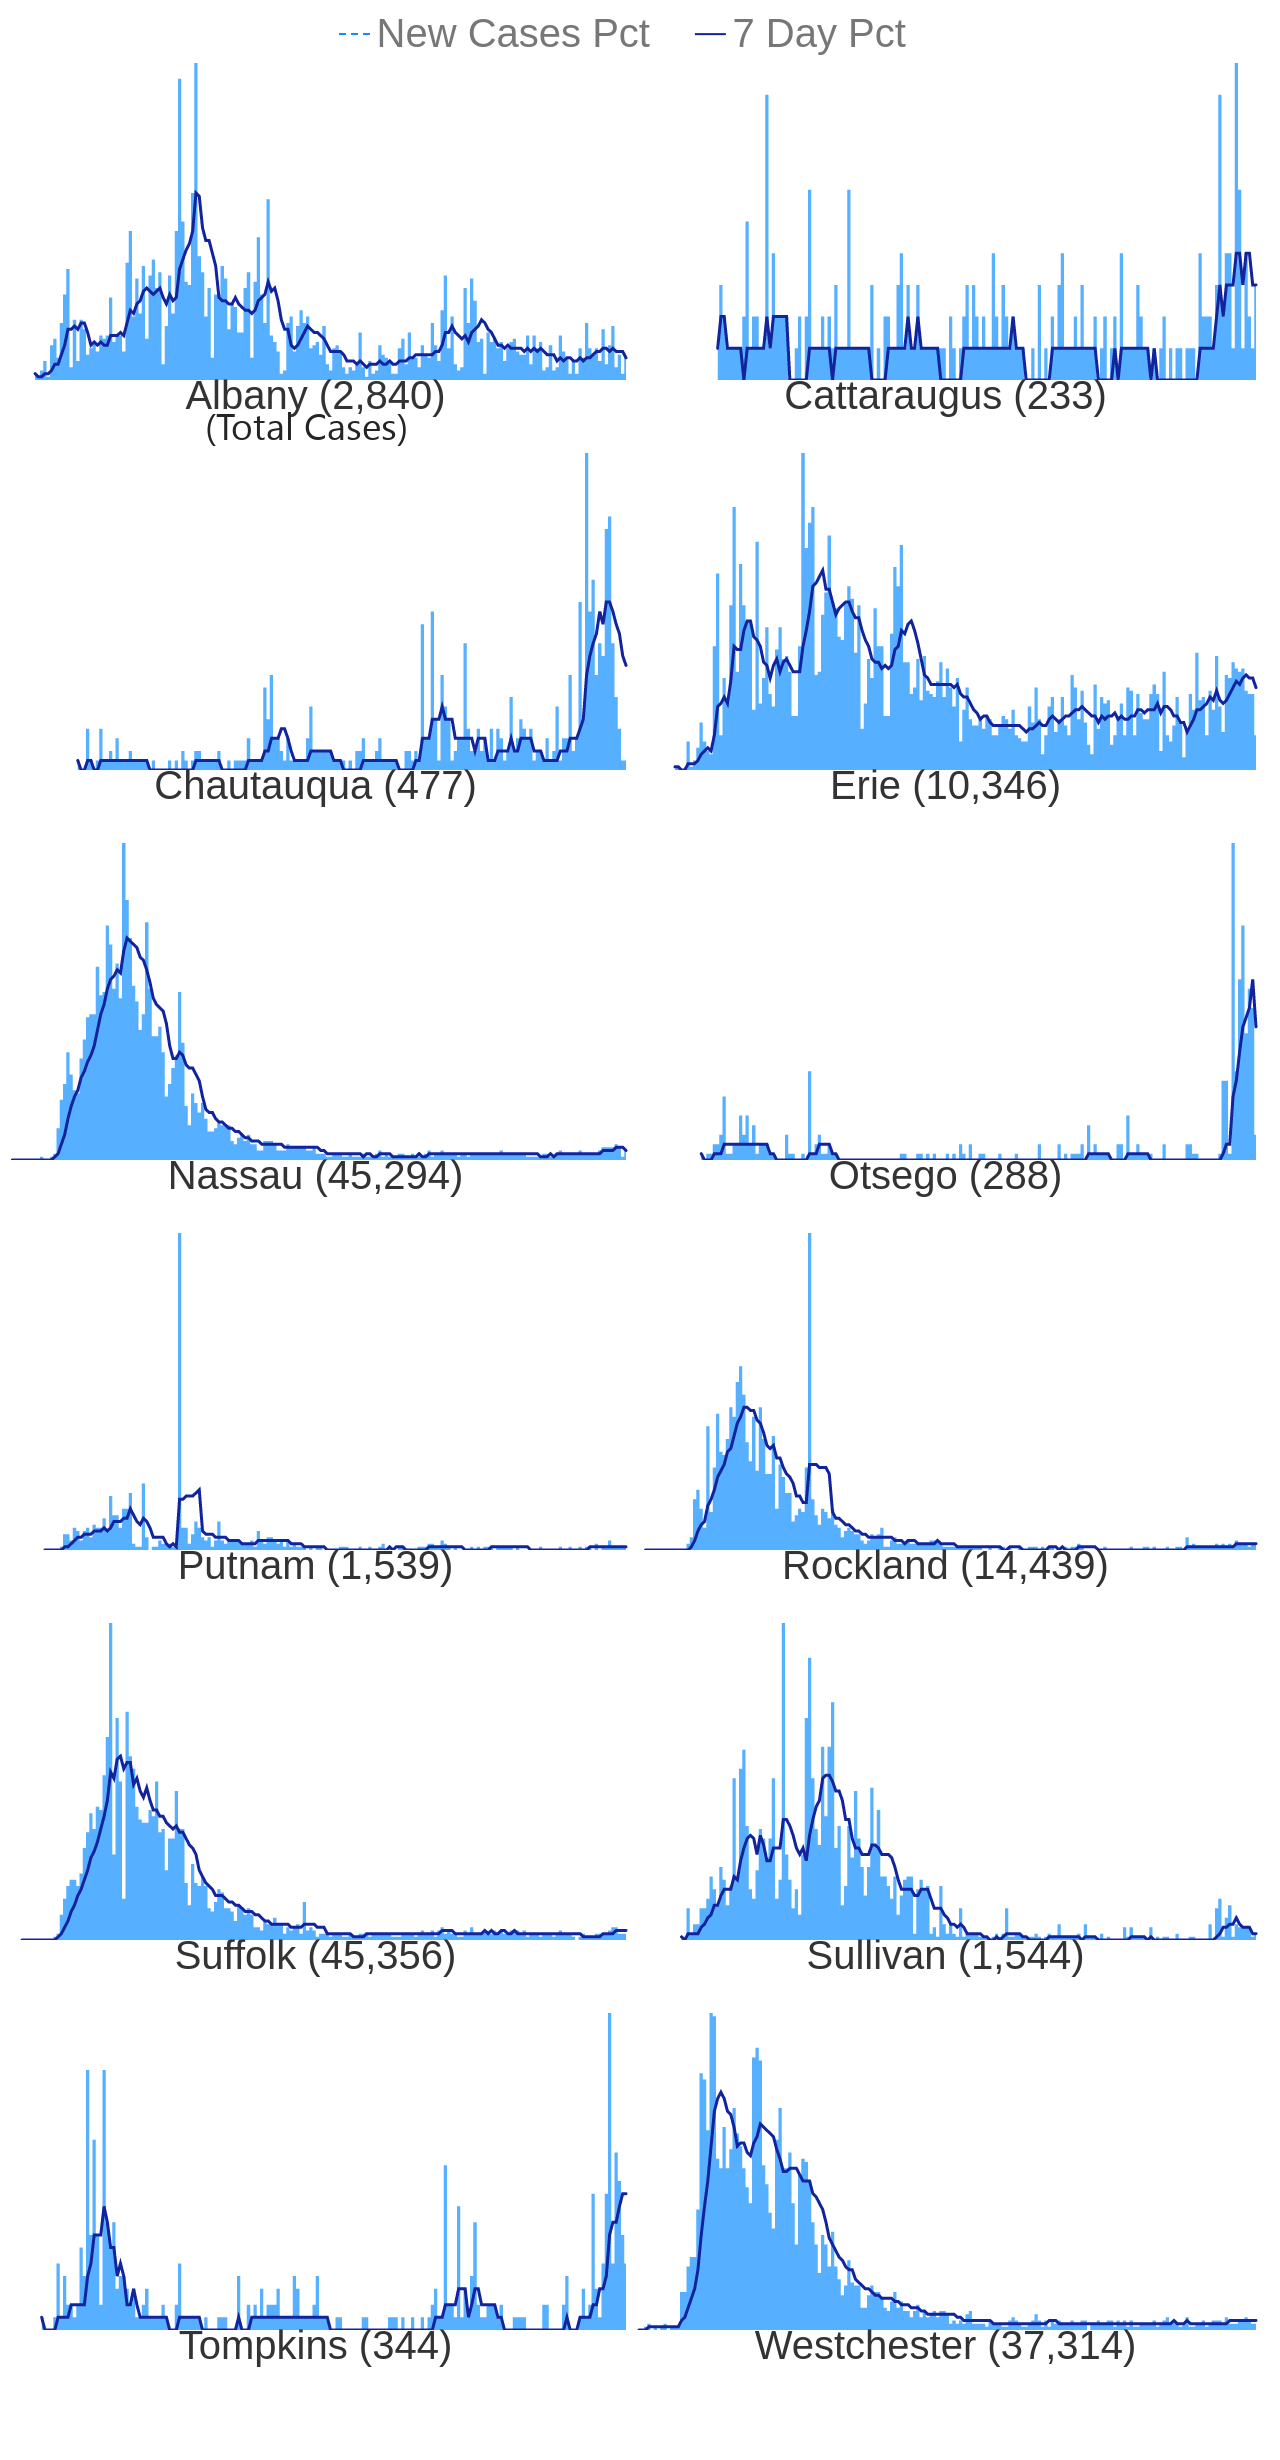 New Cases Pct 7 Day Pct
Albany (2,840) Cattaraugus (233)
(Total Cases)
Chautauqua (477) Erie (10,346)
Nassau (45,294) Otsego (288)
Putnam (1,539) Rockland (14,439)
Suffolk (45,356) Sullivan (1,544)
Tompkins (344) Westchester (37,314)